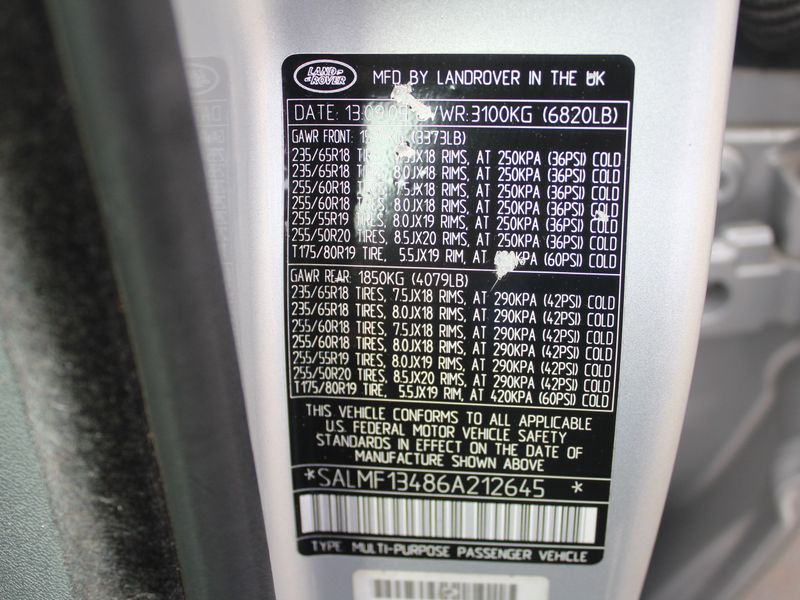 LAND-
ROVER
MFD BY LANDROVER IN THE UK
DATE: 13.09.05 GVWR: 3100KG (6820LB)
GAWR FRONT: (3373LB)
235/65R18 TIRES, 7.5JX18 RIMS, AT 250KPA (36PSI) COLD
235/65R18 TIRES, 8.0JX18 RIMS, AT 250KPA (36PSI) COLD
255/60R18 TIRES, 7.5JX18 RIMS, AT 250KPA (36PSI) COLD
255/60R18 TIRES, 8.0JX18 RIMS, AT 250KPA (36PSI) COLD
255/55R19 TIRES, 8.0JX19 RIMS, AT 250KPA (36PSI) COLD
255/50R20 TIRES, 8.5JX20 RIMS, AT 250KPA (36PSI) COLD
T175/80R19 TIRE, 5.5JX19 RIM, AT 420KPA (60PSI) COLD
GAWR REAR: 1850KG (4079LB)
235/65R18 TIRES, 7.5JX18 RIMS, AT 290KPA (42PSI) COLD
235/65R18 TIRES, 8.0JX18 RIMS, AT 290KPA (42PSI) COLD
255/60R18 TIRES, 7.5JX18 RIMS, AT 290KPA (42PSI) COLD
255/60R18 TIRES, 8.0JX18 RIMS, AT 290KPA (42PSI) COLD
255/55R19 TIRES, 8.0JX19 RIMS, AT 290KPA (42PSI) COLD
255/50R20 TIRES, 8.5JX20 RIMS, AT 290KPA (42PSI) COLD
T175/80R19 TIRE, 5.5JX19 RIM, AT 420KPA (60PSI) COLD
THIS VEHICLE CONFORMS TO ALL APPLICABLE
U.S. FEDERAL MOTOR VEHICLE SAFETY
STANDARDS IN EFFECT ON THE DATE OF
MANUFACTURE SHOWN ABOVE
*SALMF13486A212645 *
TYPE: MULTI-PURPOSE PASSENGER VEHICLE